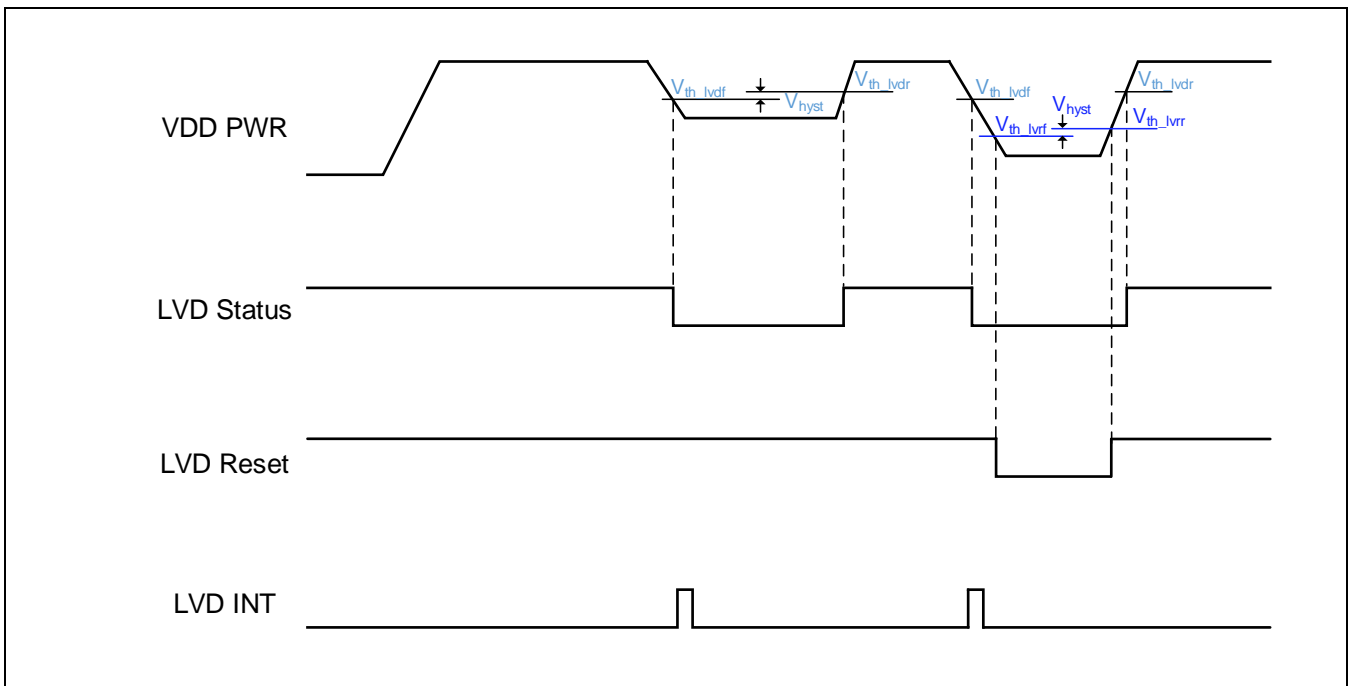 VDD PWR
V_th_lvdf
V_hyst
V_th_lvdr
V_th_lvdf
V_th_lvrf
V_hyst
V_th_lvdr
V_th_lvrr
LVD Status
LVD Reset
LVD INT